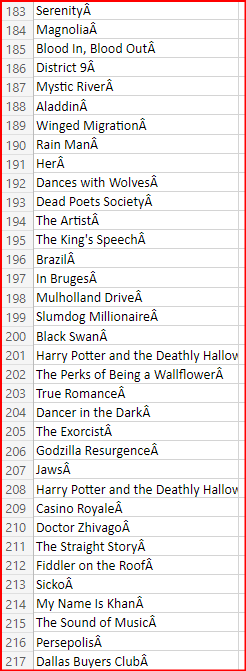 183 SerenityÂ
184 MagnoliaÂ
185 Blood In, Blood OutÂ
186 District 9Â
187 Mystic RiverÂ
188 AladdinÂ
189 Winged MigrationÂ
190 Rain ManÂ
191 HerÂ
192 Dances with WolvesÂ
193 Dead Poets SocietyÂ
194 The ArtistÂ
195 The King's SpeechÂ
196 BrazilÂ
197 In BrugesÂ
198 Mulholland DriveÂ
199 Slumdog MillionaireÂ
200 Black SwanÂ
201 Harry Potter and the Deathly Hallow
202 The Perks of Being a WallflowerÂ
203 True RomanceÂ
204 Dancer in the DarkÂ
205 The ExorcistÂ
206 Godzilla ResurgenceÂ
207 JawsÂ
208 Harry Potter and the Deathly Hallow
209 Casino RoyaleÂ
210 Doctor ZhivagoÂ
211 The Straight StoryÂ
212 Fiddler on the RoofÂ
213 SickoÂ
214 My Name Is KhanÂ
215 The Sound of MusicÂ
216 PersepolisÂ
217 Dallas Buyers ClubÂ